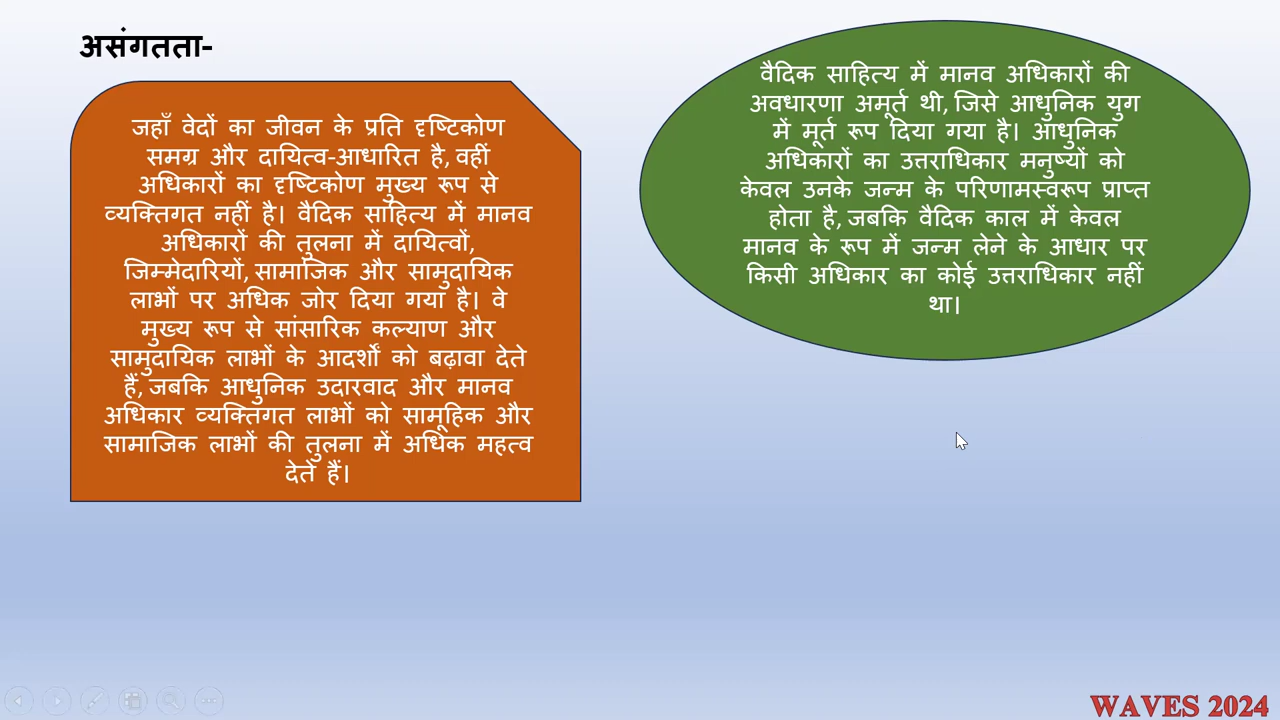 असंगतता-
जहाँ वेदों का जीवन के प्रति दृष्टिकोण
समग्र और दायित्व-आधारित है, वहीं
अधिकारों का दृष्टिकोण मुख्य रूप से
व्यक्तिगत नहीं है। वैदिक साहित्य में मानव
अधिकारों की तुलना में दायित्वों,
जिम्मेदारियों, सामाजिक और सामुदायिक
लाभों पर अधिक जोर दिया गया है। वे
मुख्य रूप से सांसारिक कल्याण और
सामुदायिक लाभों के आदर्शों को बढ़ावा देते
हैं, जबकि आधुनिक उदारवाद और मानव
अधिकार व्यक्तिगत लाभों को सामूहिक और
सामाजिक लाभों की तुलना में अधिक महत्व
देते हैं।
वैदिक साहित्य में मानव अधिकारों की
अवधारणा अमूर्त थी, जिसे आधुनिक युग
में मूर्त रूप दिया गया है। आधुनिक
अधिकारों का उत्तराधिकार मनुष्यों को
केवल उनके जन्म के परिणामस्वरूप प्राप्त
होता है, जबकि वैदिक काल में केवल
मानव के रूप में जन्म लेने के आधार पर
किसी अधिकार का कोई उत्तराधिकार नहीं
था।
WAVES 2024